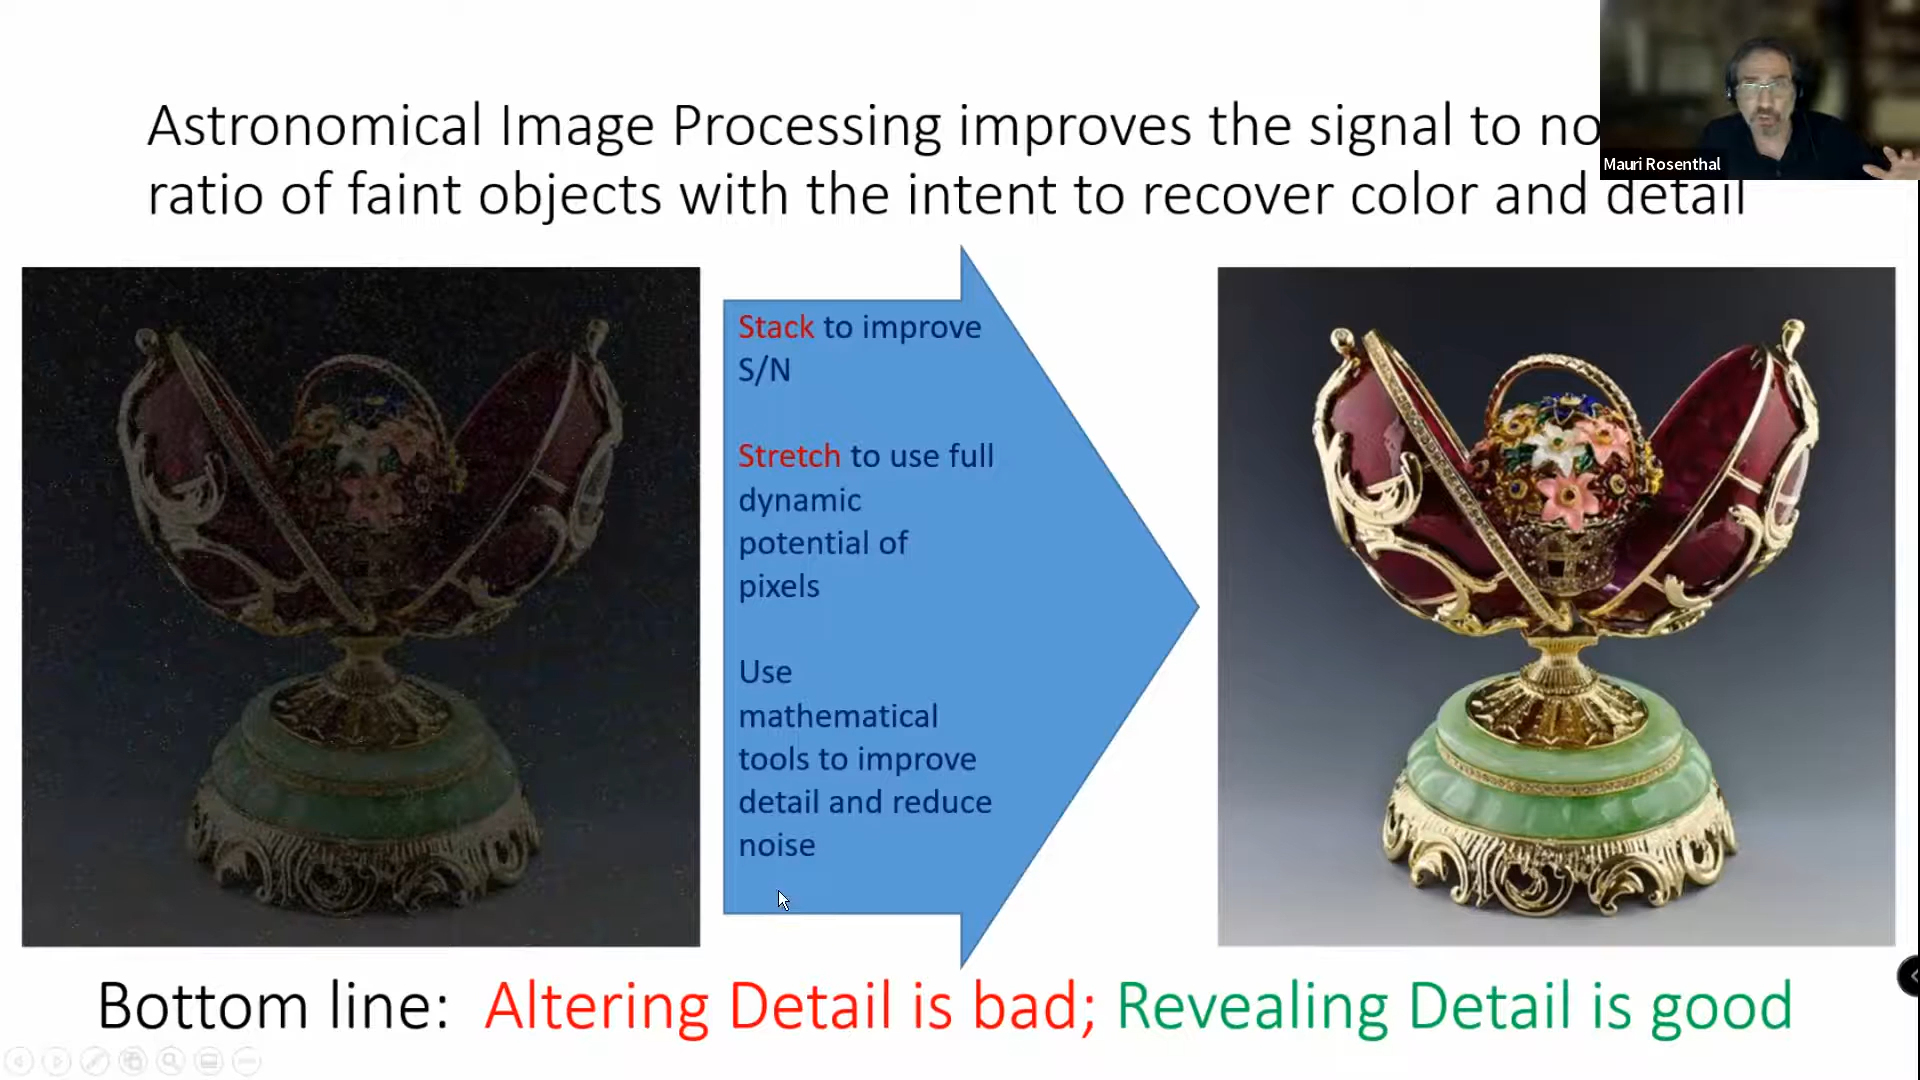 Astronomical Image Processing improves the signal to no
ratio of faint objects with the intent to recover color and detail
Mauri Rosenthal
Stack to improve
S/N
Stretch to use full
dynamic
potential of
pixels
Use
mathematical
tools to improve
detail and reduce
noise
Bottom line: Altering Detail is bad; Revealing Detail is good